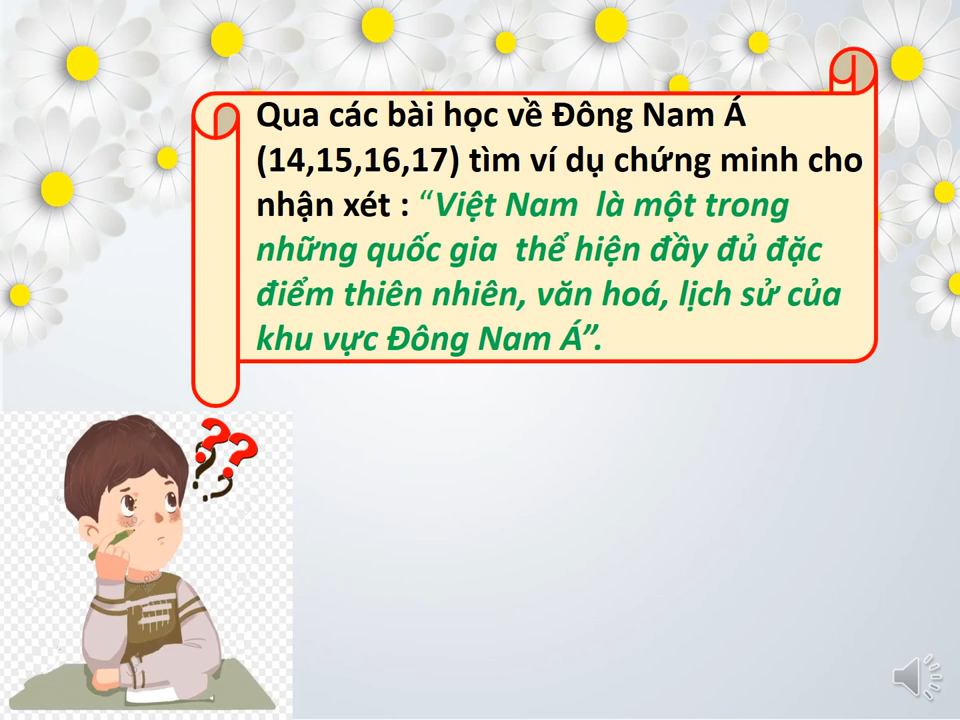 Qua các bài học về Đông Nam Á
(14,15,16,17) tìm ví dụ chứng minh cho
nhận xét : “Việt Nam là một trong
những quốc gia thể hiện đầy đủ đặc
điểm thiên nhiên, văn hoá, lịch sử của
khu vực Đông Nam Á”.
??
??